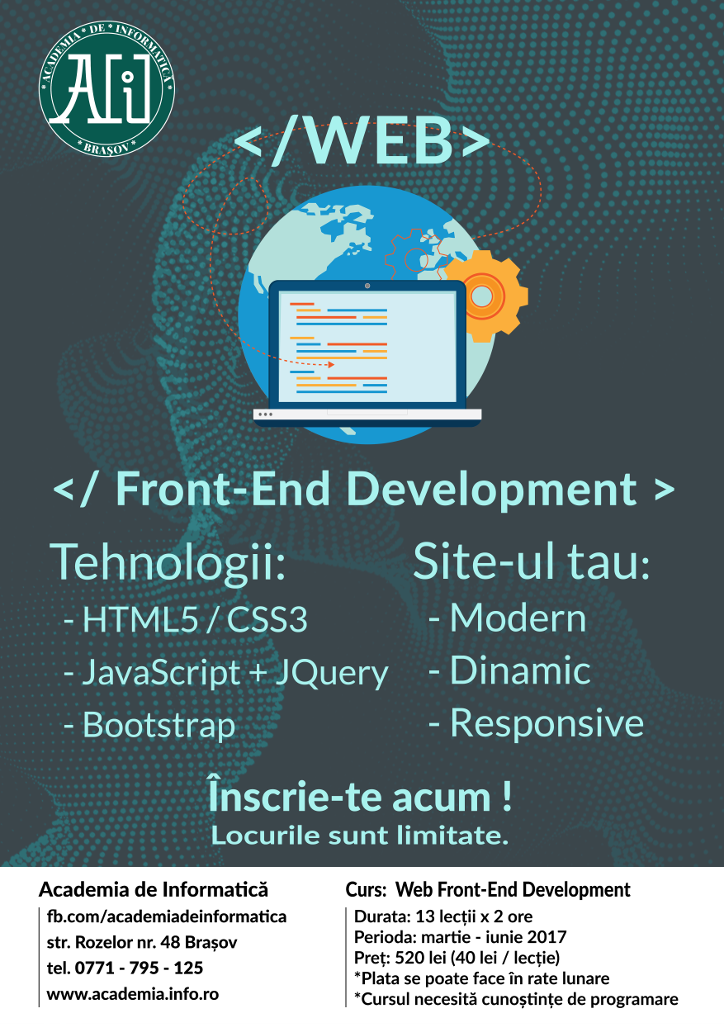 * ACADEMIA * DE * INFORMATICĂ *
A[i]
* BRAȘOV *
</WEB>
</ Front-End Development >
Tehnologii:
- HTML5 / CSS3
- JavaScript + JQuery
- Bootstrap
Site-ul tau:
- Modern
- Dinamic
- Responsive
Înscrie-te acum !
Locurile sunt limitate.
Academia de Informatică
fb.com/academiadeinformatica
str. Rozelor nr. 48 Brașov
tel. 0771 - 795 - 125
www.academia.info.ro
Curs: Web Front-End Development
Durata: 13 lecții x 2 ore
Perioda: martie - iunie 2017
Preț: 520 lei (40 lei / lecție)
*Plata se poate face în rate lunare
*Cursul necesită cunoștințe de programare